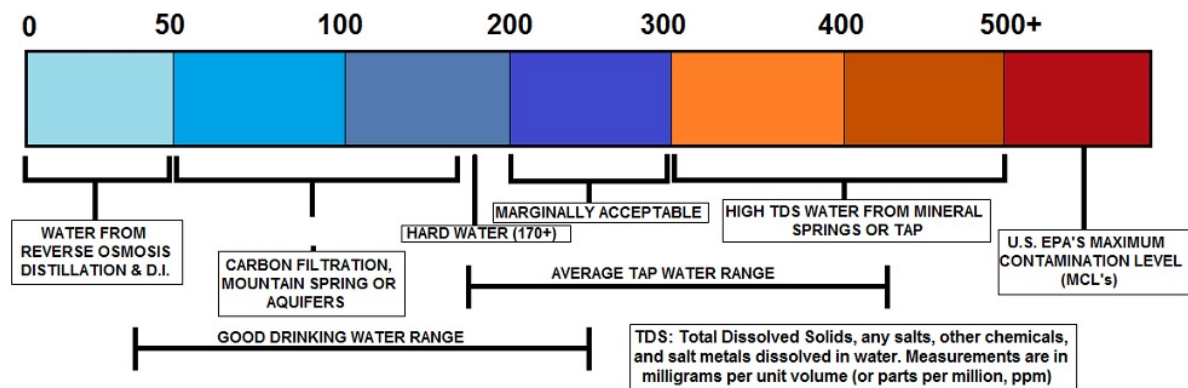 0 50 100 200 300 400 500+
WATER FROM
REVERSE OSMOSIS
DISTILLATION & D.I.
CARBON FILTRATION,
MOUNTAIN SPRING OR
AQUIFERS
HARD WATER (170+)
MARGINALLY ACCEPTABLE
HIGH TDS WATER FROM MINERAL
SPRINGS OR TAP
U.S. EPA'S MAXIMUM
CONTAMINATION LEVEL
(MCL's)
AVERAGE TAP WATER RANGE
GOOD DRINKING WATER RANGE
TDS: Total Dissolved Solids, any salts, other chemicals,
and salt metals dissolved in water. Measurements are in
milligrams per unit volume (or parts per million, ppm)